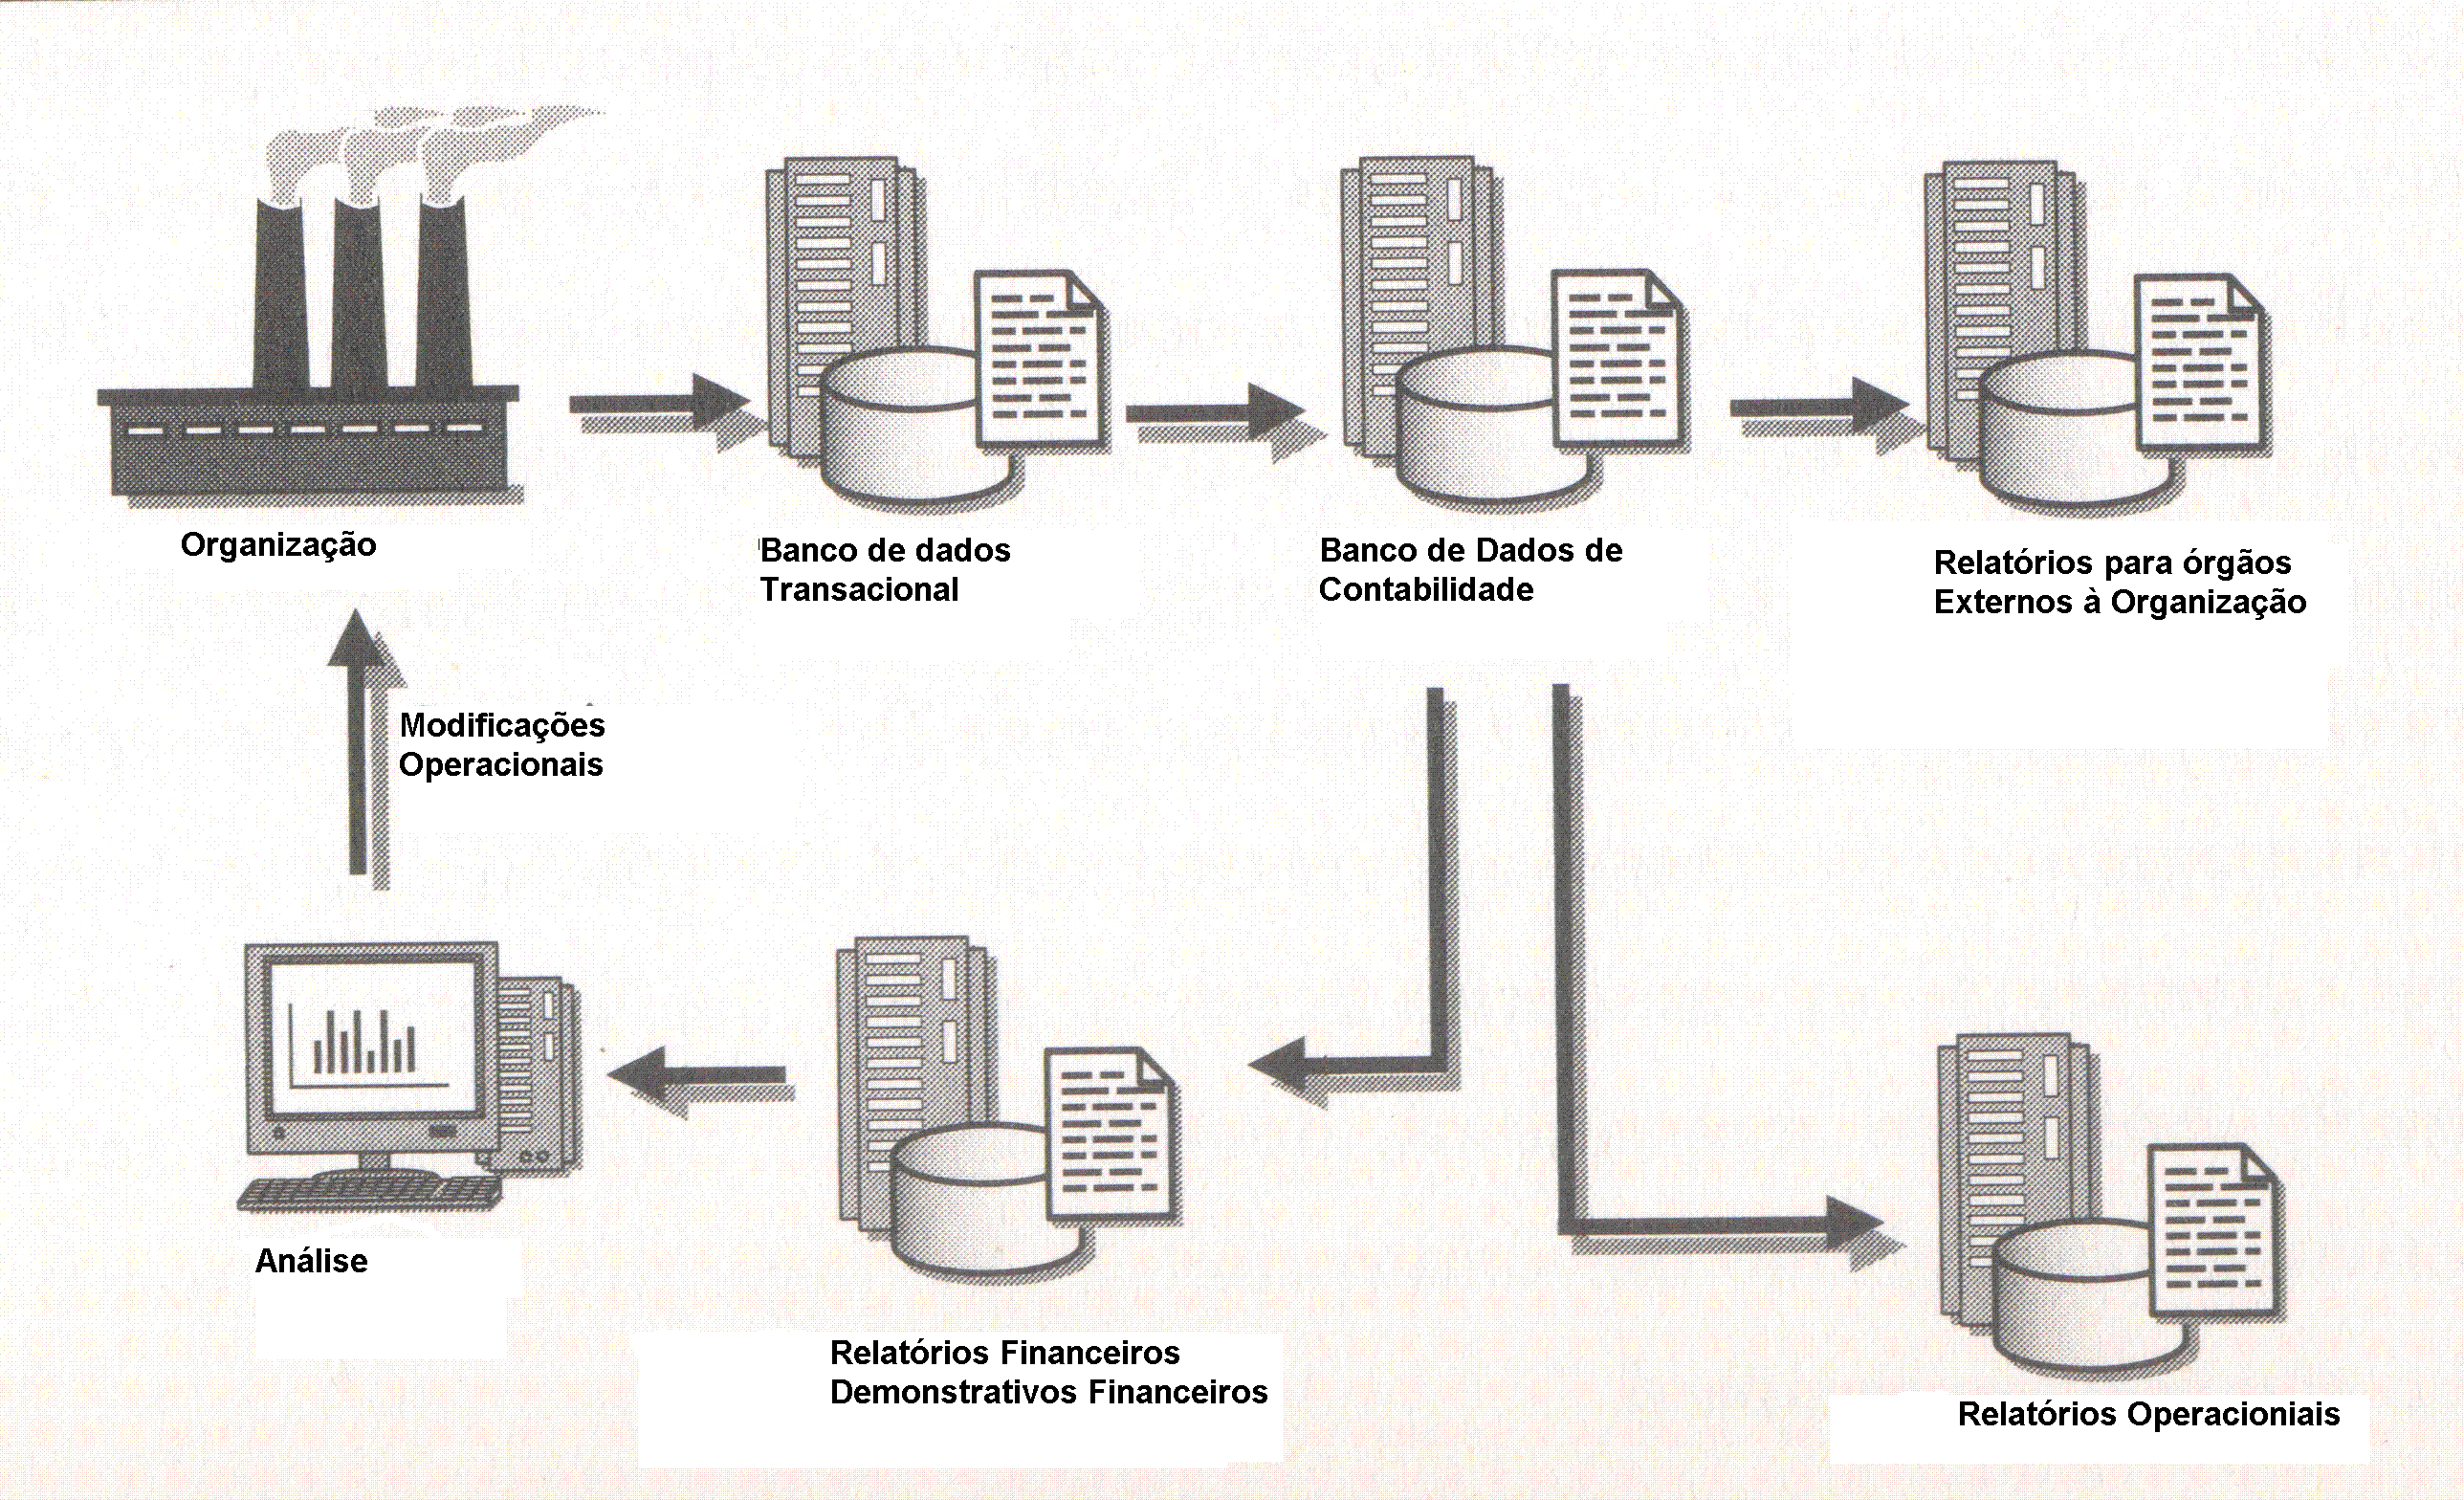 Organização
Banco de dados
Transacional
Banco de Dados de
Contabilidade
Relatórios para órgãos
Externos à Organização
Modificações
Operacionais
Análise
Relatórios Financeiros
Demonstrativos Financeiros
Relatórios Operacioniais